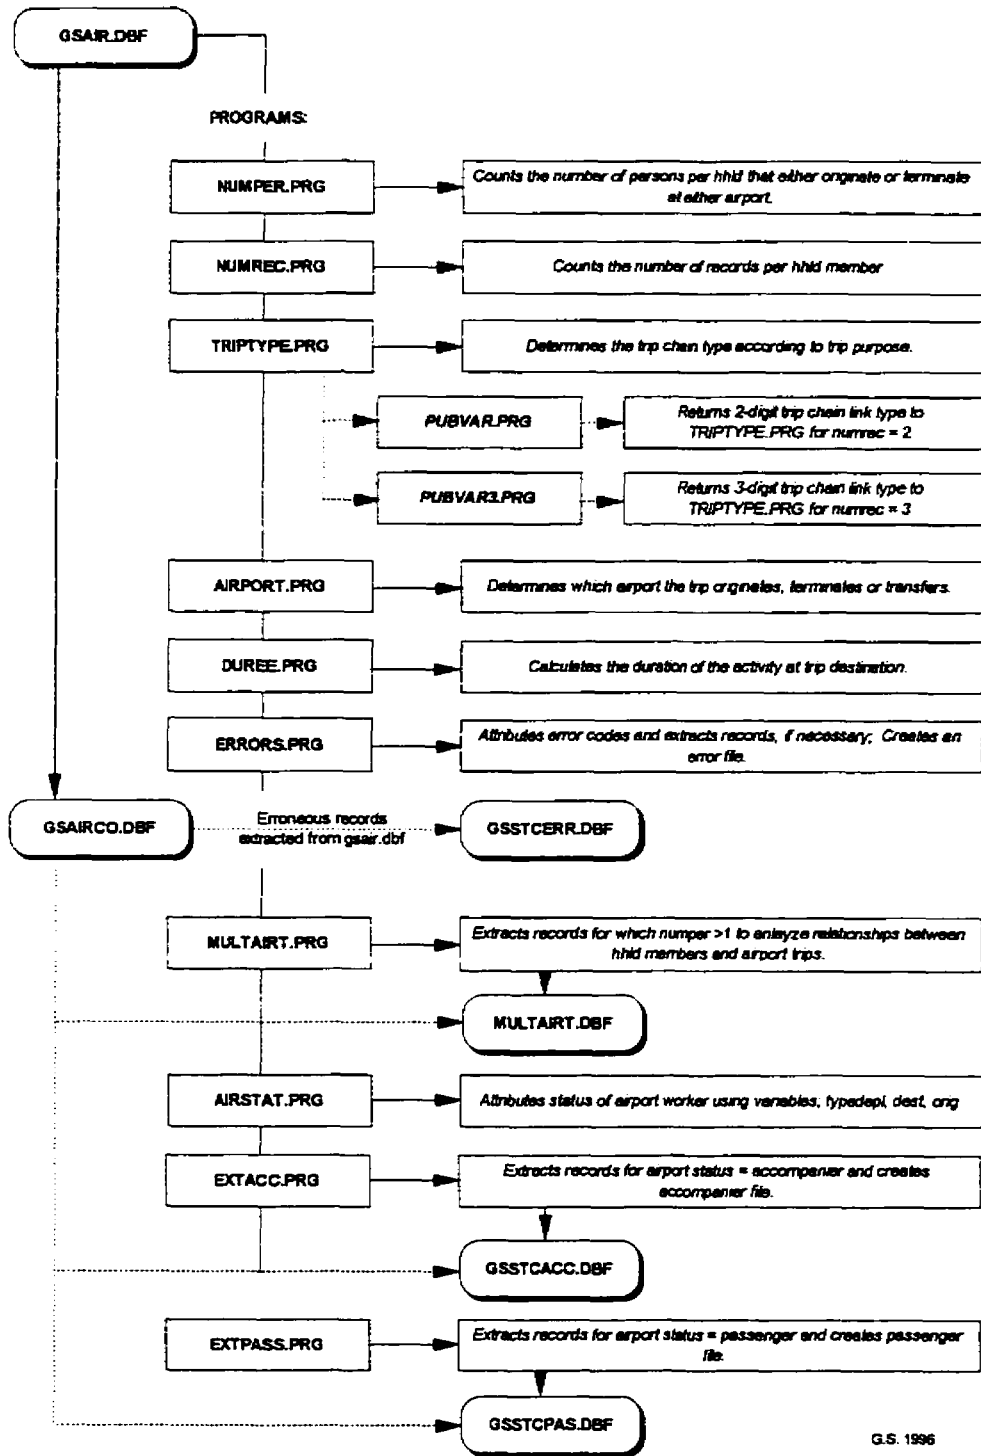 GSAIR.DBF
PROGRAMS:
NUMPER.PRG
Counts the number of persons per hhld that either originate or terminate
at either airport.
NUMREC.PRG
Counts the number of records per hhld member
TRIPTYPE.PRG
Determines the trip chain type according to trip purpose.
PUBVAR.PRG
Returns 2-digit trip chain link type to
TRIPTYPE.PRG for numrec = 2
PUBVAR3.PRG
Returns 3-digit trip chain link type to
TRIPTYPE.PRG for numrec = 3
AIRPORT.PRG
Determines which airport the trip originates, terminates or transfers.
DUREE.PRG
Calculates the duration of the activity at trip destination.
ERRORS.PRG
Attributes error codes and extracts records, if necessary; Creates an
error file.
GSAIRCO.DBF
Erroneous records
extracted from gsair.dbf
GSSTCERR.DBF
MULTAIRT.PRG
Extracts records for which numper >1 to anlayze relationships between
hhld members and airport trips.
MULTAIRT.DBF
AIRSTAT.PRG
Attributes status of airport worker using variables; typedepl, dest, orig
EXTACC.PRG
Extracts records for airport status = accompanier and creates
accompanier file.
GSSTCACC.DBF
EXTPASS.PRG
Extracts records for airport status = passenger and creates passenger
file.
GSSTCPAS.DBF
G.S. 1996